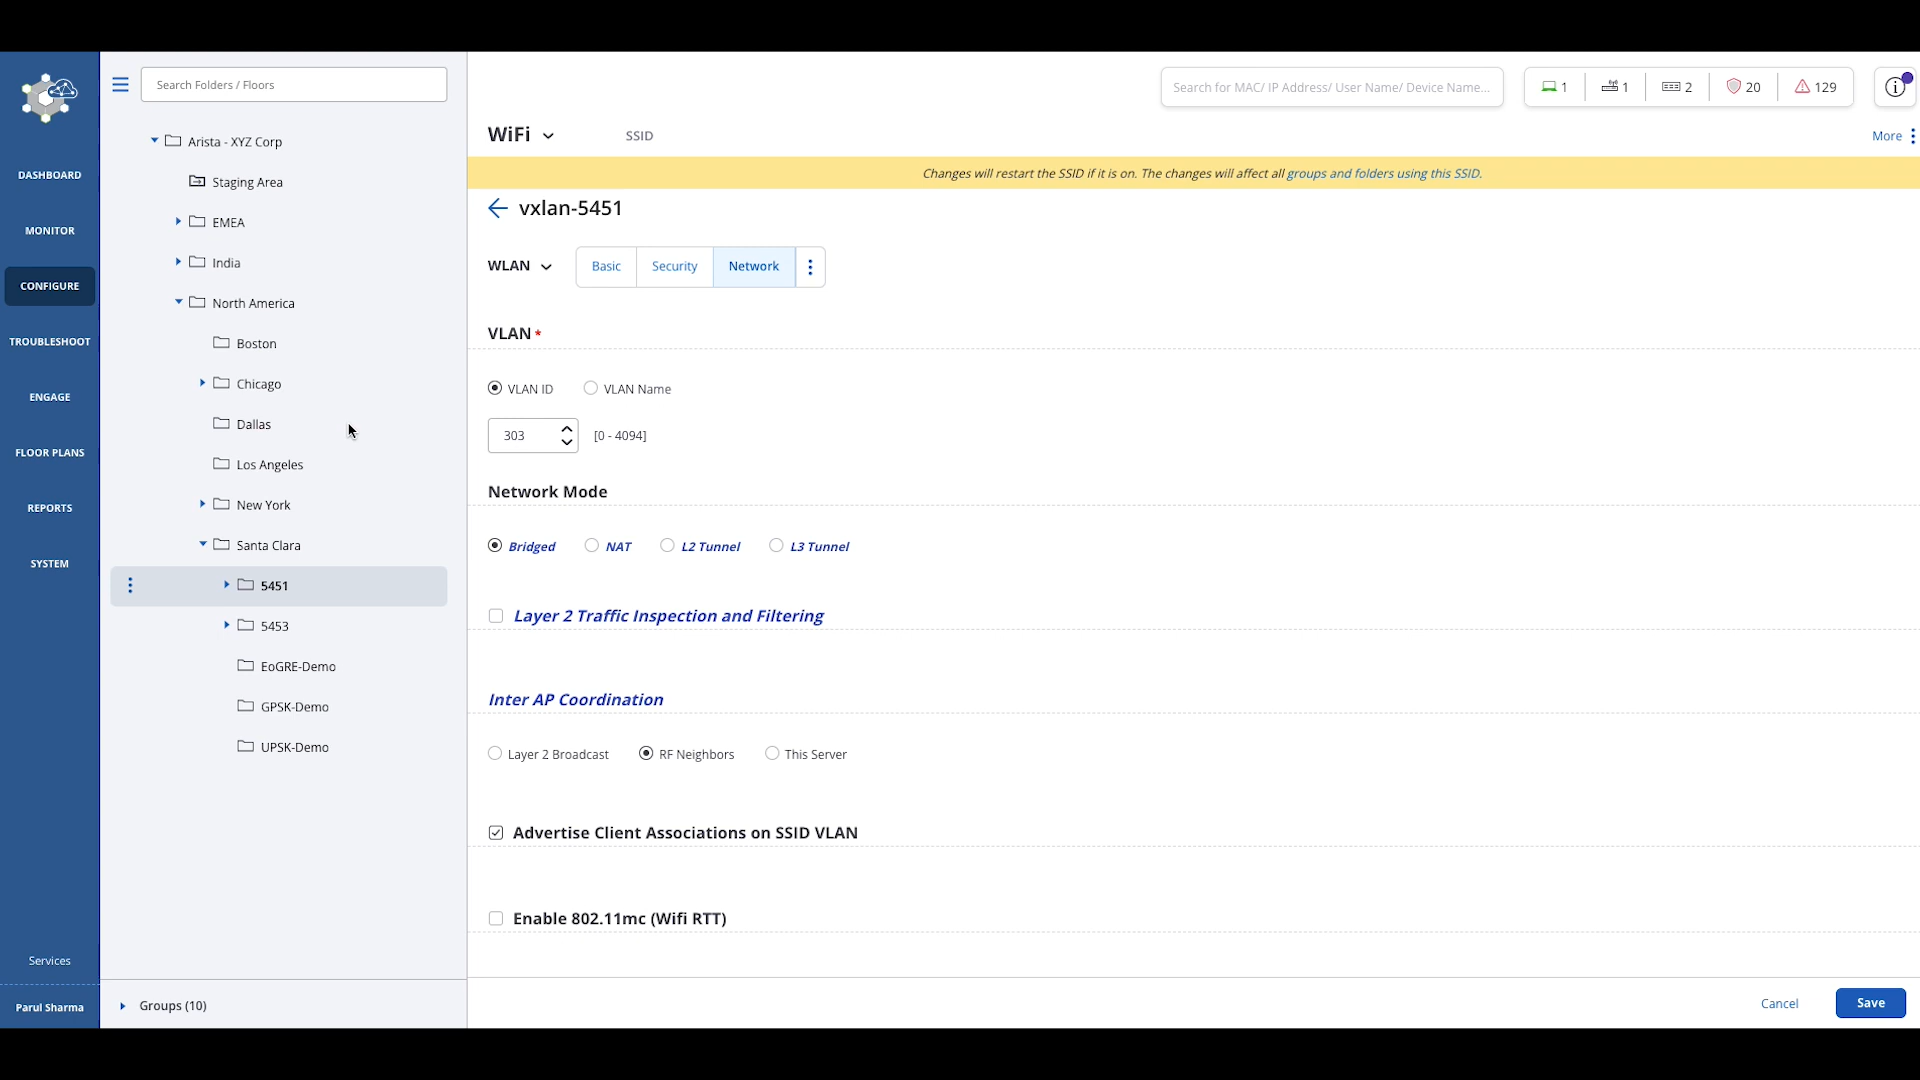 Search Folders / Floors
Search for MAC/ IP Address/ User Name/ Device Name...
1
1
2
20
129
WiFi
SSID
More
Changes will restart the SSID if it is on. The changes will affect all groups and folders using this SSID.
DASHBOARD
MONITOR
CONFIGURE
TROUBLESHOOT
ENGAGE
FLOOR PLANS
REPORTS
SYSTEM
Services
Parul Sharma
Arista - XYZ Corp
Staging Area
EMEA
India
North America
Boston
Chicago
Dallas
Los Angeles
New York
Santa Clara
5451
5453
EoGRE-Demo
GPSK-Demo
UPSK-Demo
Groups (10)
vxlan-5451
WLAN
Basic
Security
Network
VLAN*
VLAN ID
VLAN Name
303
[0 - 4094]
Network Mode
Bridged
NAT
L2 Tunnel
L3 Tunnel
Layer 2 Traffic Inspection and Filtering
Inter AP Coordination
Layer 2 Broadcast
RF Neighbors
This Server
Advertise Client Associations on SSID VLAN
Enable 802.11mc (Wifi RTT)
Cancel
Save